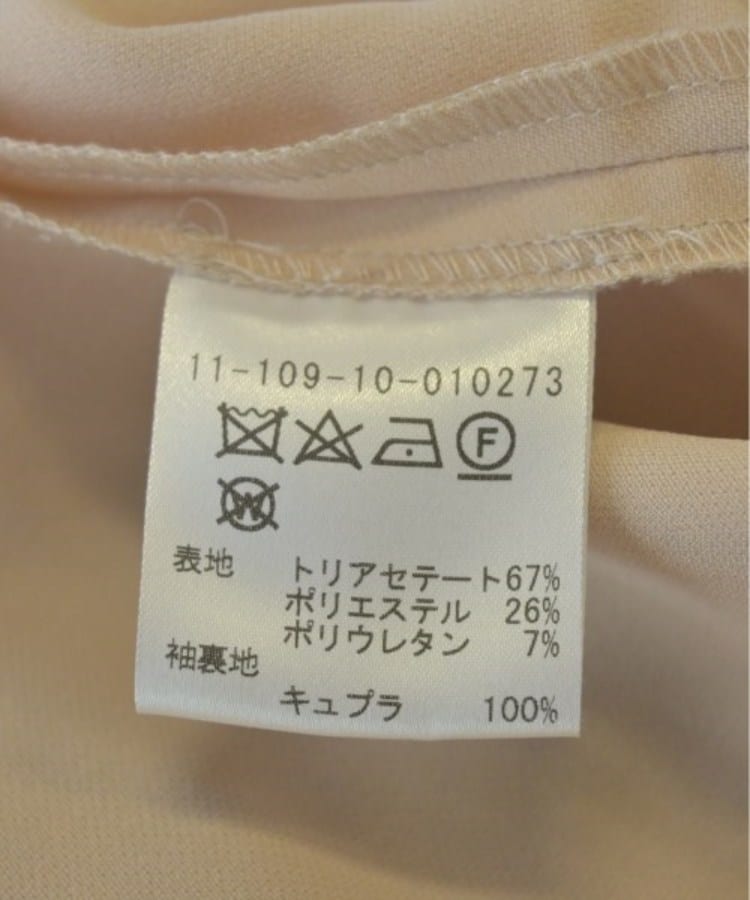 11-109-10-010273
F
W
表地
トリアセテート67%
ポリエステル 26%
ポリウレタン 7%
袖裏地
キュプラ 100%